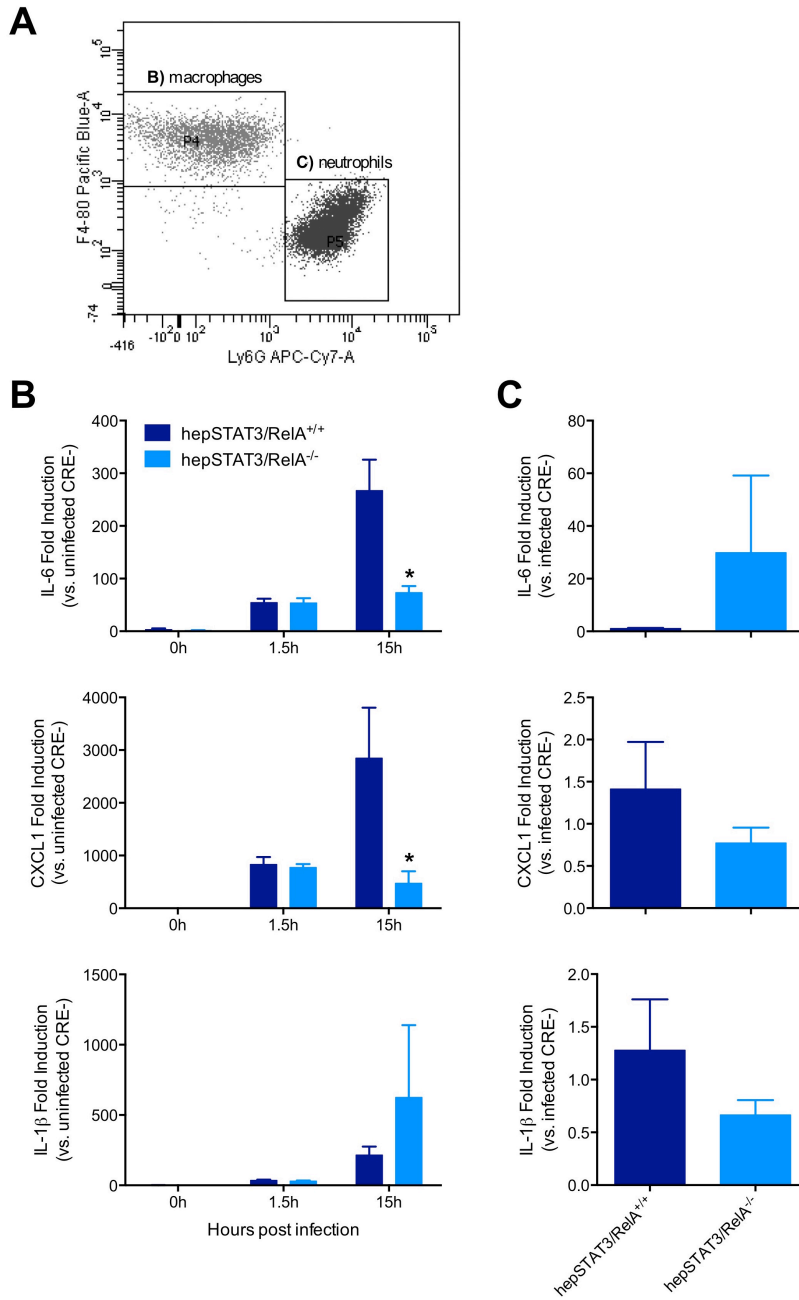 A
B) macrophages
P4
C) neutrophils
P5
F4-80 Pacific Blue-A
10^5
10^4
10^3
10^2
0
-74
-416
-10^2 0 10^2
10^3
10^4
10^5
Ly6G APC-Cy7-A
B
hepSTAT3/RelA+/+
hepSTAT3/RelA-/-
IL-6 Fold Induction
(vs. uninfected CRE-)
400
300
200
100
0
*
0h
1.5h
15h
CXCL1 Fold Induction
(vs. uninfected CRE-)
4000
3000
2000
1000
0
*
0h
1.5h
15h
IL-1β Fold Induction
(vs. uninfected CRE-)
1500
1000
500
0
0h
1.5h
15h
Hours post infection
C
IL-6 Fold Induction
(vs. infected CRE-)
80
60
40
20
0
CXCL1 Fold Induction
(vs. infected CRE-)
2.5
2.0
1.5
1.0
0.5
0.0
IL-1β Fold Induction
(vs. infected CRE-)
2.0
1.5
1.0
0.5
0.0
hepSTAT3/RelA+/+
hepSTAT3/RelA-/-